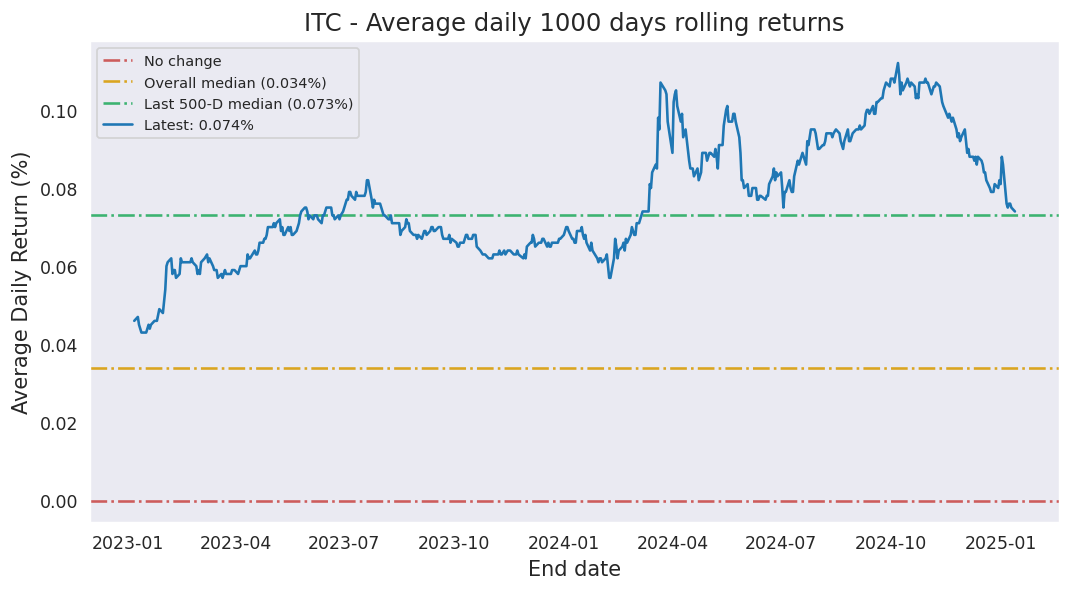 ITC - Average daily 1000 days rolling returns
No change
Overall median (0.034%)
Last 500-D median (0.073%)
Latest: 0.074%
Average Daily Return (%)
0.10
0.08
0.06
0.04
0.02
0.00
2023-01 2023-04 2023-07 2023-10 2024-01 2024-04 2024-07 2024-10 2025-01
End date